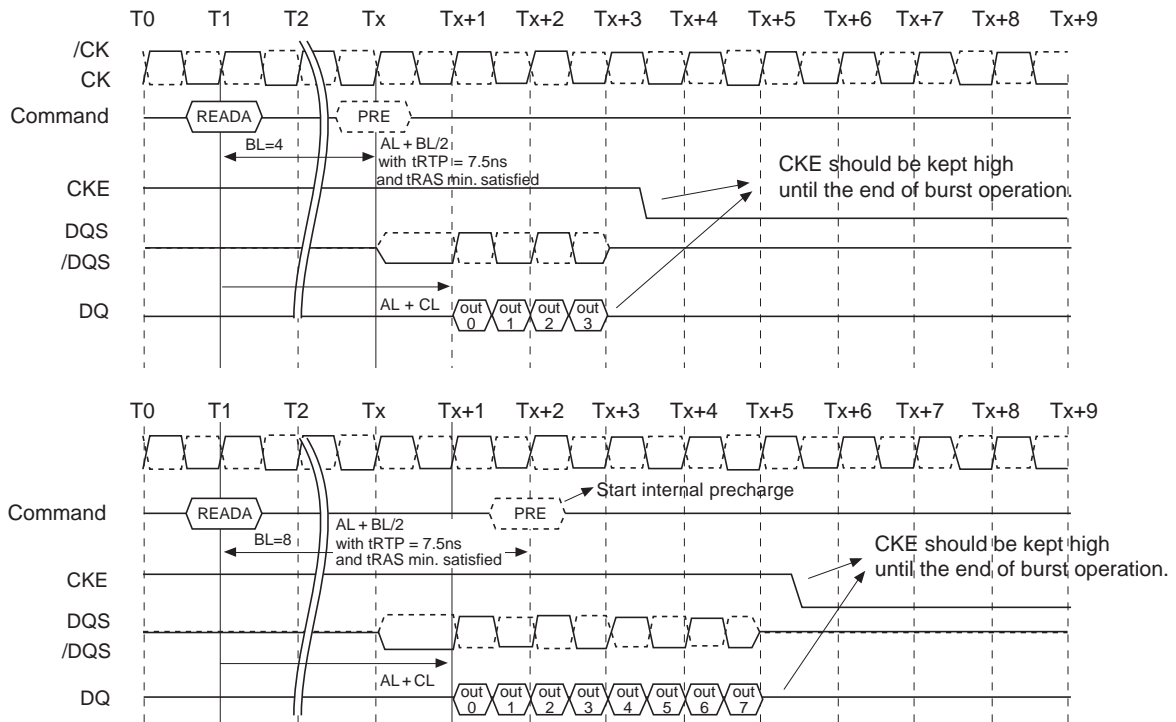 T0 T1 T2 Tx Tx+1 Tx+2 Tx+3 Tx+4 Tx+5 Tx+6 Tx+7 Tx+8 Tx+9
/CK
CK
Command READA PRE
BL=4 AL + BL/2
with tRTP = 7.5ns
and tRAS min. satisfied
CKE should be kept high
until the end of burst operation.
CKE
DQS
/DQS
AL + CL
DQ out 0 out 1 out 2 out 3
T0 T1 T2 Tx Tx+1 Tx+2 Tx+3 Tx+4 Tx+5 Tx+6 Tx+7 Tx+8 Tx+9
Start internal precharge
Command READA PRE
BL=8 AL + BL/2
with tRTP = 7.5ns
and tRAS min. satisfied
CKE should be kept high
until the end of burst operation.
CKE
DQS
/DQS
AL + CL
DQ out 0 out 1 out 2 out 3 out 4 out 5 out 6 out 7